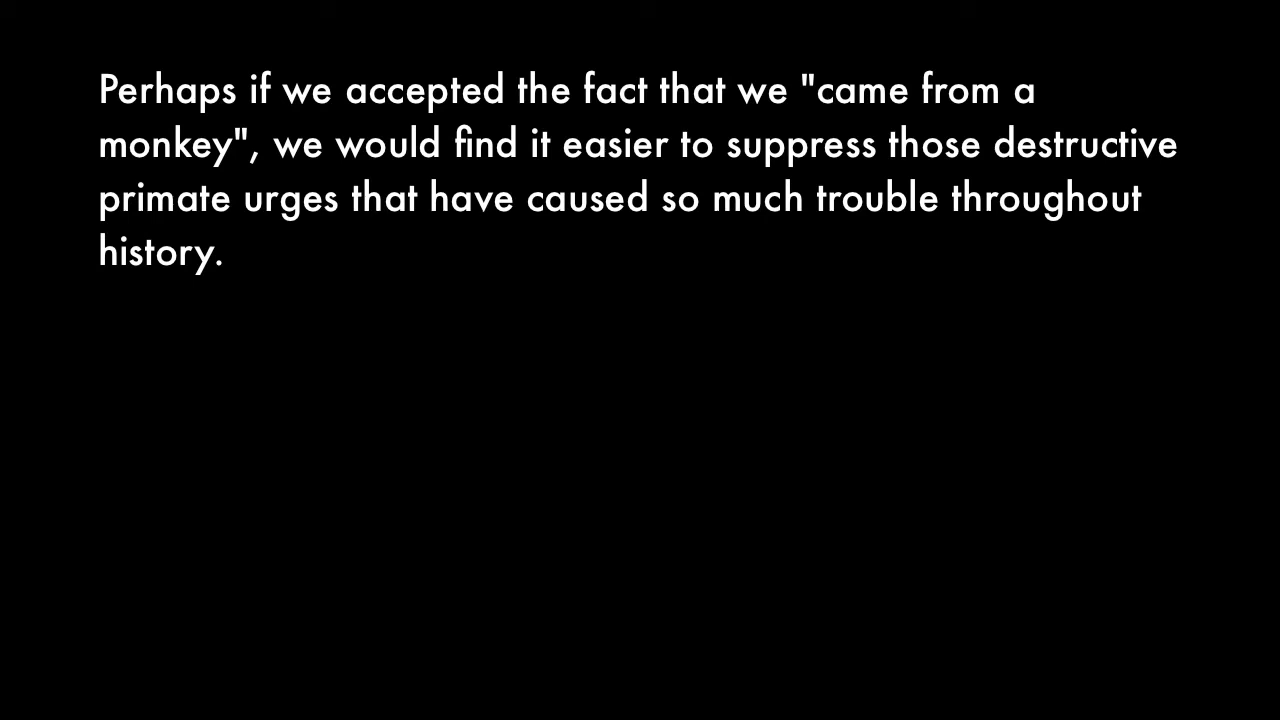 Perhaps if we accepted the fact that we "came from a
monkey", we would find it easier to suppress those destructive
primate urges that have caused so much trouble throughout
history.